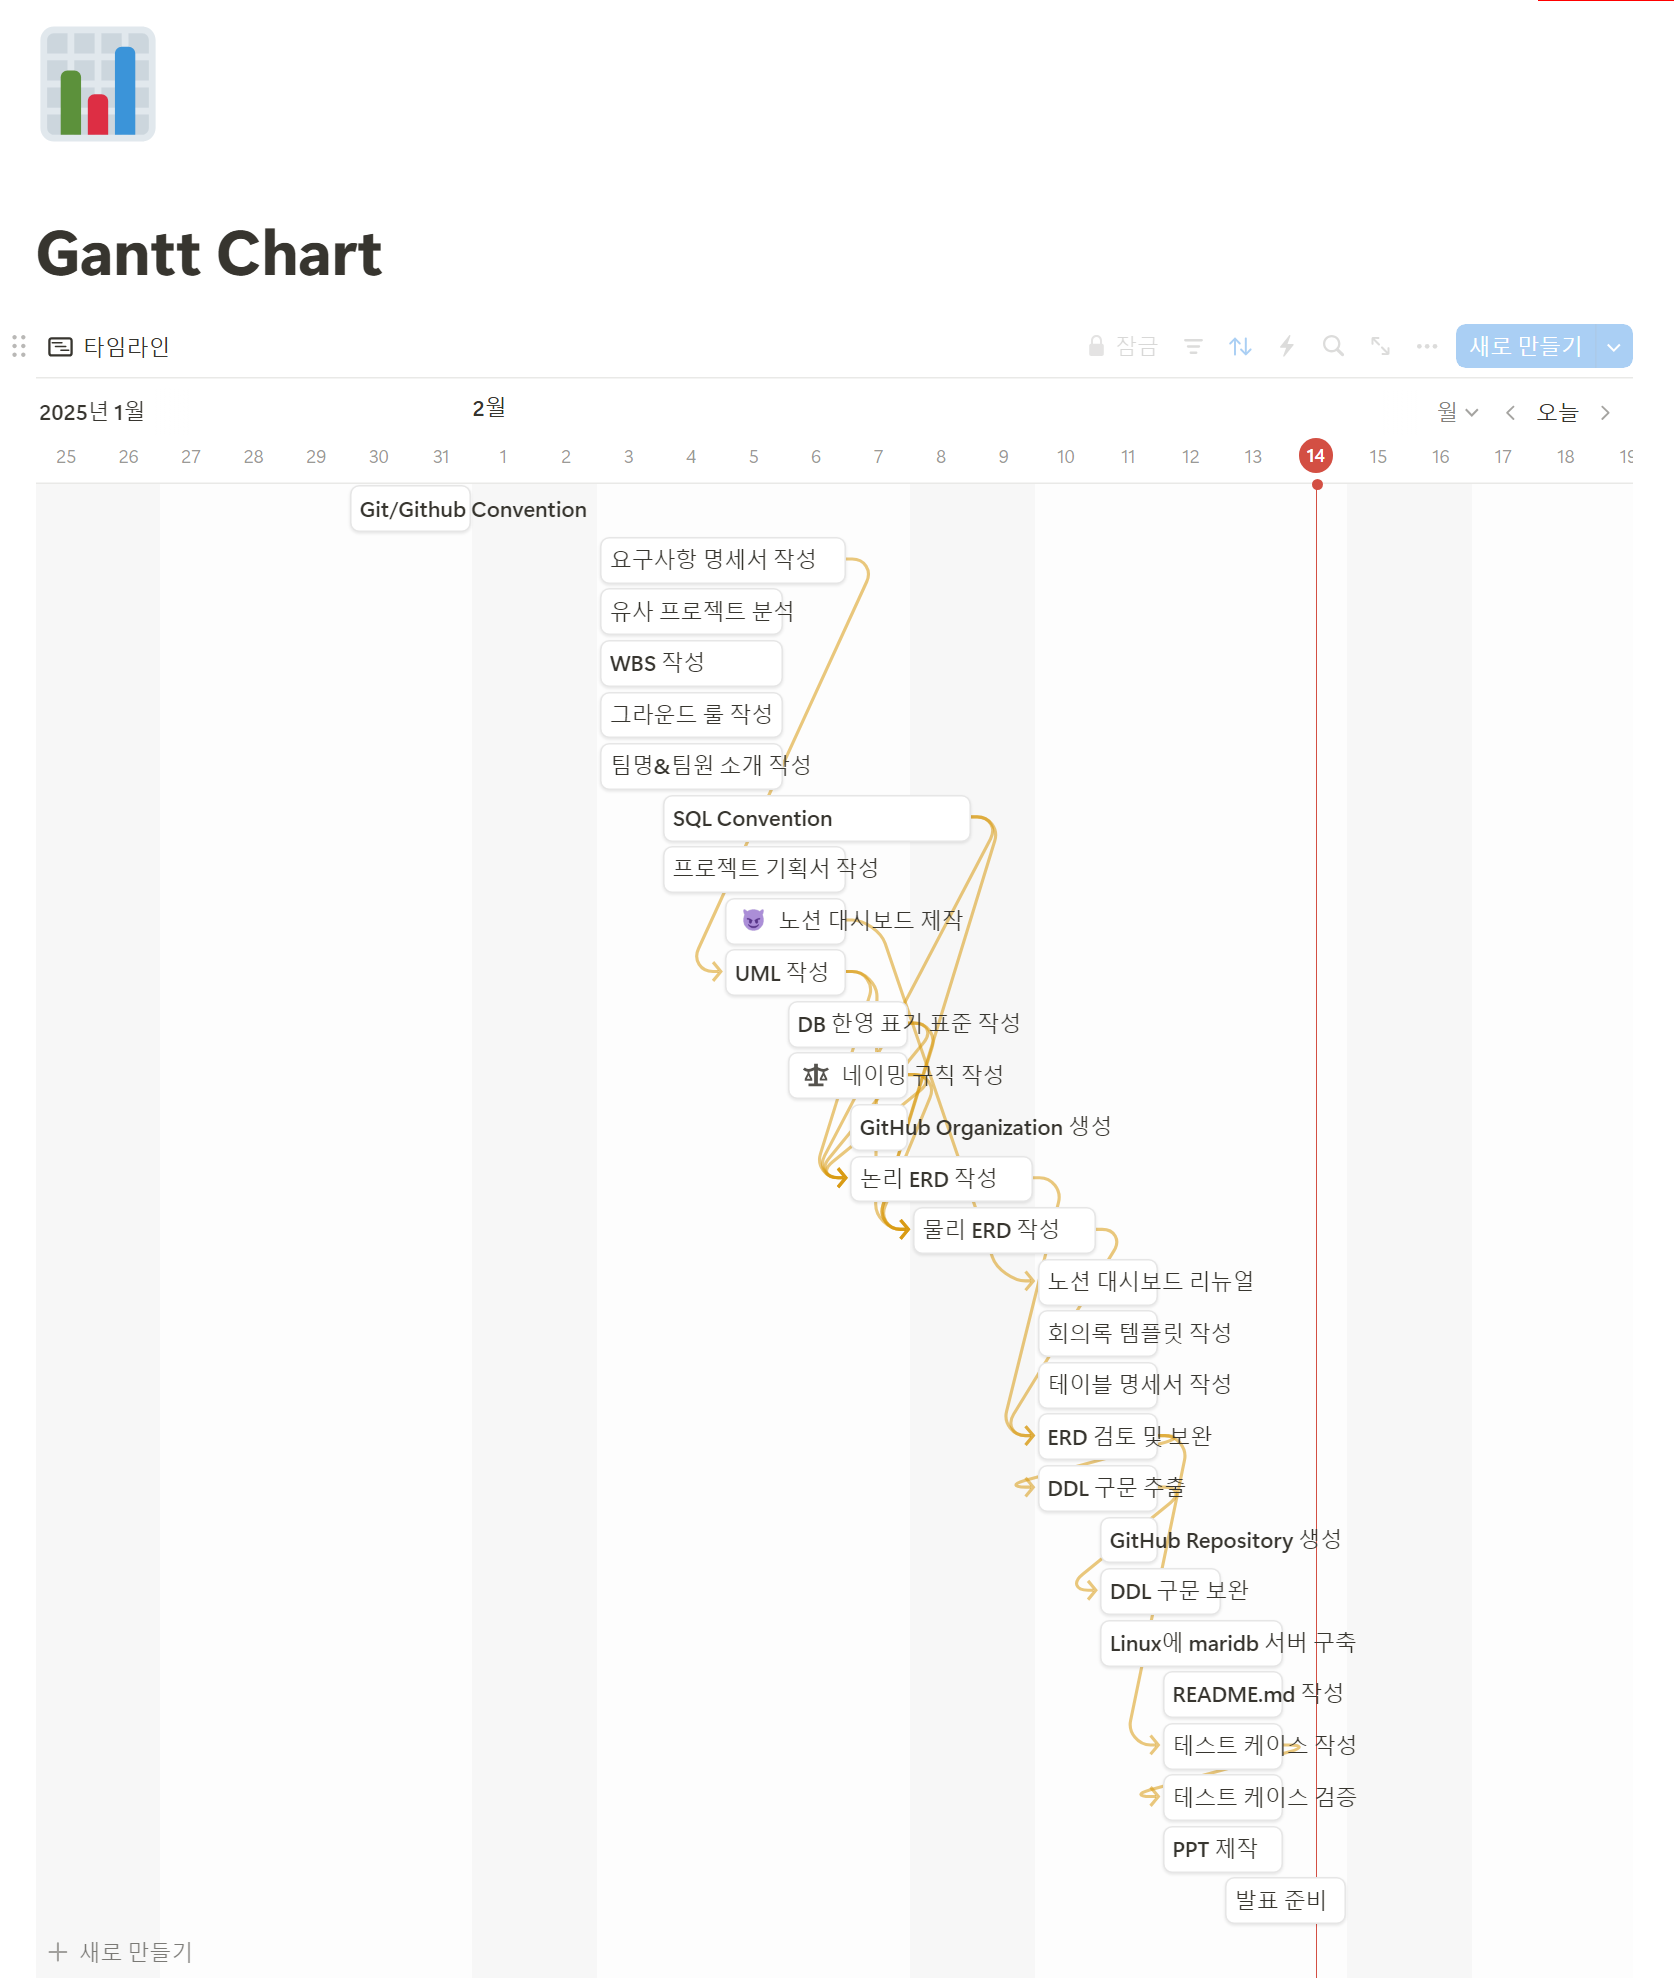 Gantt Chart
타임라인
잠금
새로 만들기
2025년 1월
2월
월
오늘
25 26 27 28 29 30 31 1 2 3 4 5 6 7 8 9 10 11 12 13 14 15 16 17 18 19
Git/Github Convention
요구사항 명세서 작성
유사 프로젝트 분석
WBS 작성
그라운드 룰 작성
팀명&팀원 소개 작성
SQL Convention
프로젝트 기획서 작성
노션 대시보드 제작
UML 작성
DB 한영 표기 표준 작성
네이밍 규칙 작성
GitHub Organization 생성
논리 ERD 작성
물리 ERD 작성
노션 대시보드 리뉴얼
회의록 템플릿 작성
테이블 명세서 작성
ERD 검토 및 보완
DDL 구문 추출
GitHub Repository 생성
DDL 구문 보완
Linux에 maridb 서버 구축
README.md 작성
테스트 케이스 작성
테스트 케이스 검증
PPT 제작
발표 준비
새로 만들기